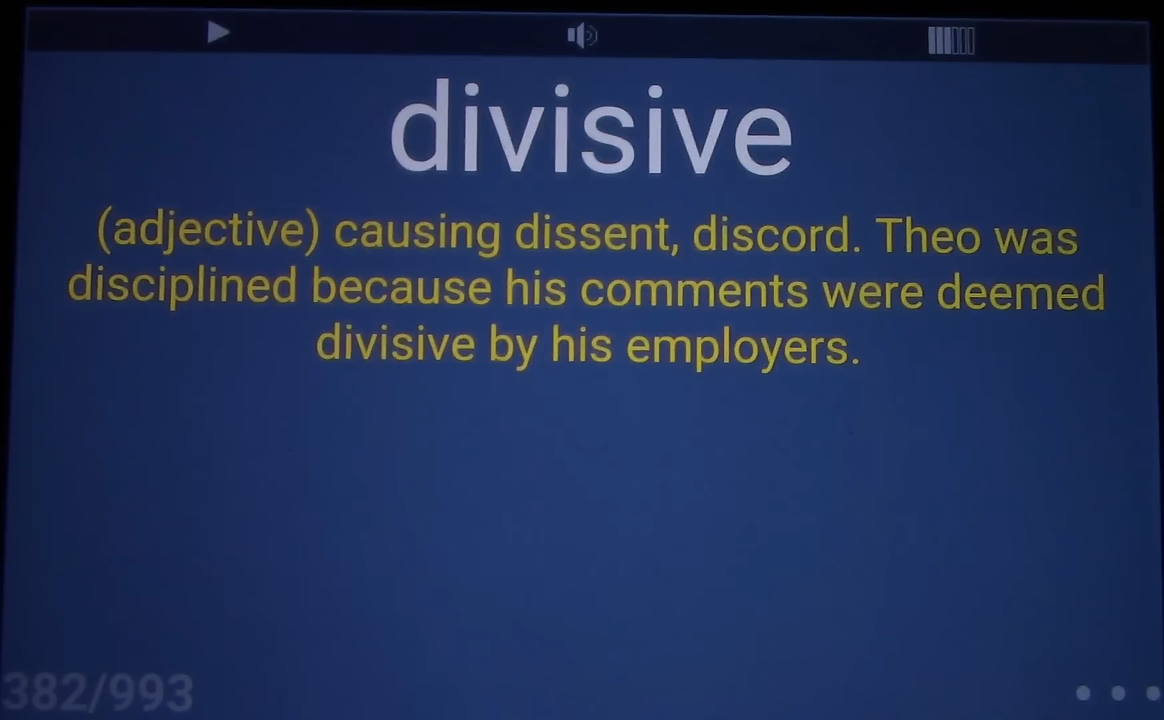 divisive
(adjective) causing dissent, discord. Theo was
disciplined because his comments were deemed
divisive by his employers.
382/993